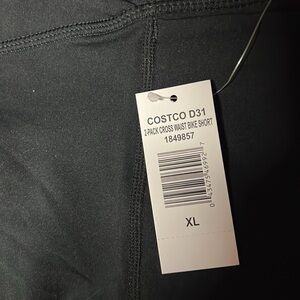 COSTCO D31
2-PACK CROSS WAIST BIKE SHORT
1849857
XL